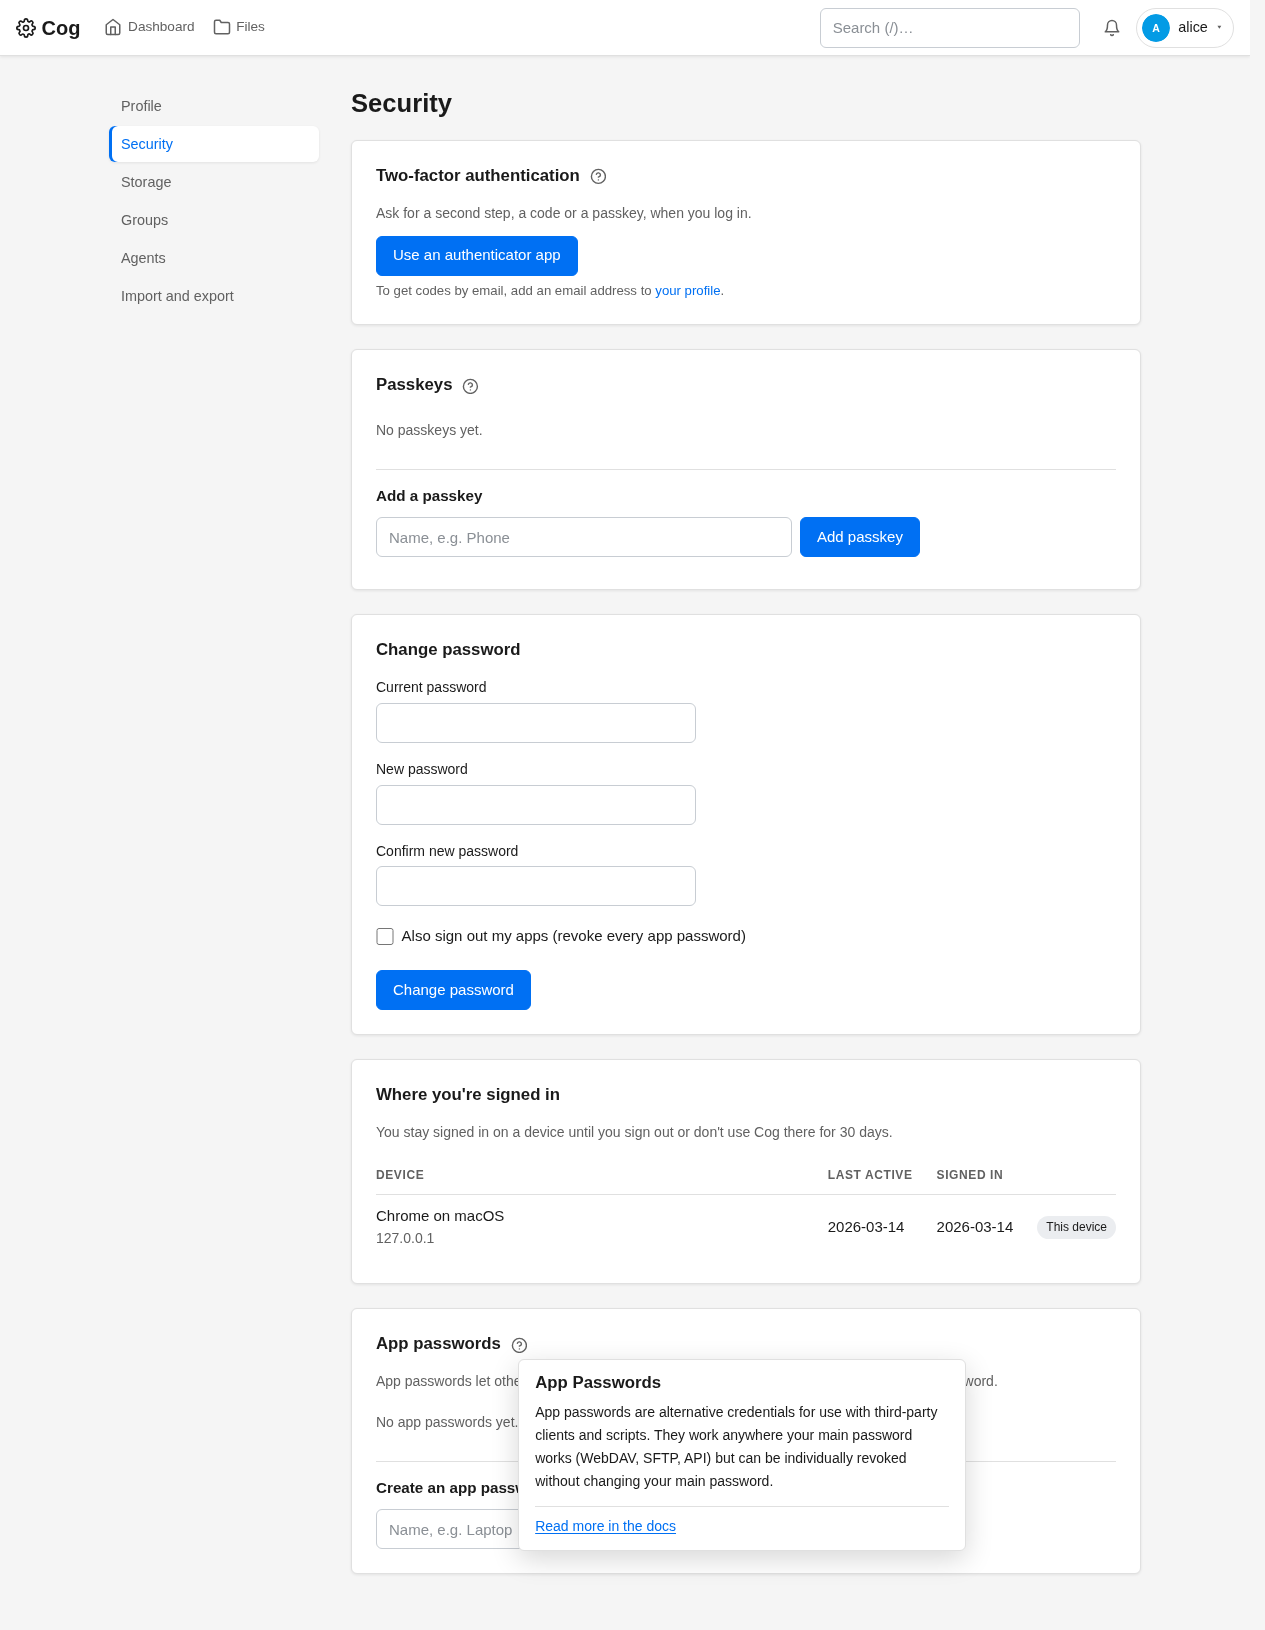 Cog Dashboard Files Search (/)… A alice
Profile
Security
Storage
Groups
Agents
Import and export
Security
Two-factor authentication
Ask for a second step, a code or a passkey, when you log in.
Use an authenticator app
To get codes by email, add an email address to your profile.
Passkeys
No passkeys yet.
Add a passkey
Name, e.g. Phone Add passkey
Change password
Current password
New password
Confirm new password
Also sign out my apps (revoke every app password)
Change password
Where you're signed in
You stay signed in on a device until you sign out or don't use Cog there for 30 days.
DEVICE LAST ACTIVE SIGNED IN
Chrome on macOS
127.0.0.1
2026-03-14 2026-03-14 This device
App passwords
App passwords let
No app passwords yet.
Create an app
Name, e.g. Laptop
App Passwords
App passwords are alternative credentials for use with third-party
clients and scripts. They work anywhere your main password
works (WebDAV, SFTP, API) but can be individually revoked
without changing your main password.
Read more in the docs